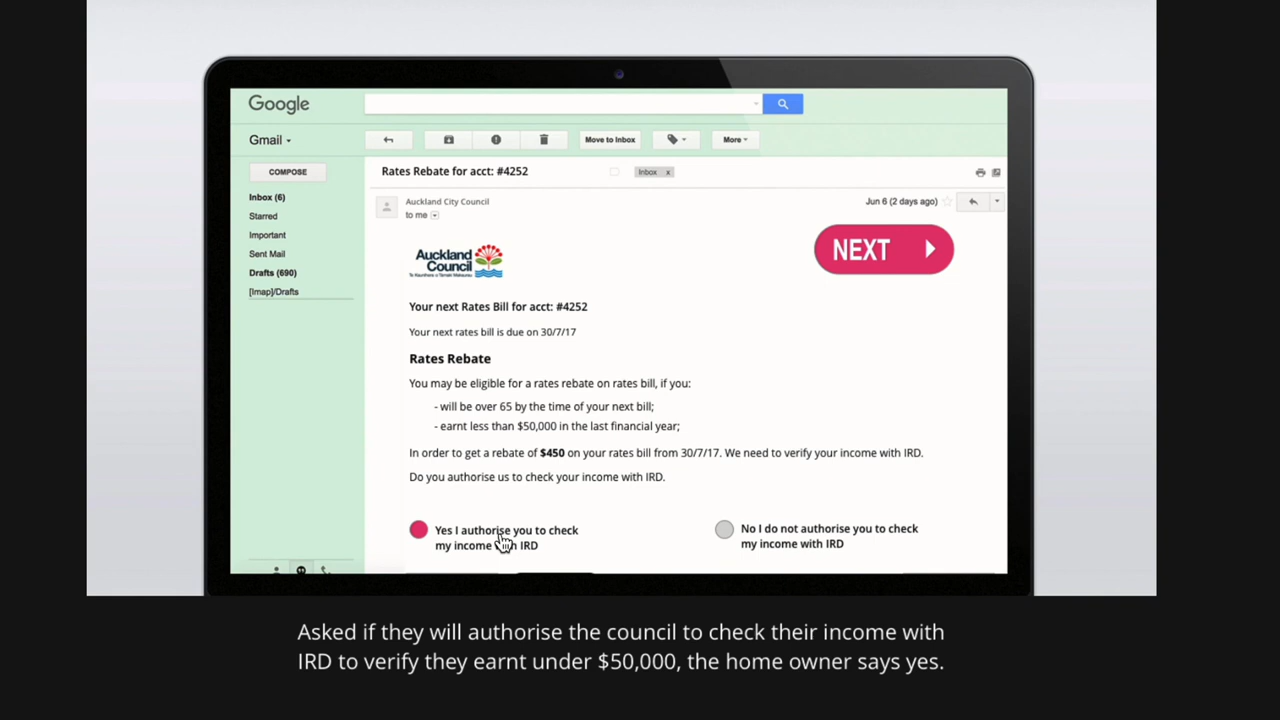 Google
Gmail
Move to Inbox
More
COMPOSE
Rates Rebate for acct: #4252
Inbox x
Inbox (6)
Starred
Important
Sent Mail
Drafts (690)
[Imap]/Drafts
Auckland City Council
to me
Jun 6 (2 days ago)
Auckland
Council
NEXT
Your next Rates Bill for acct: #4252
Your next rates bill is due on 30/7/17
Rates Rebate
You may be eligible for a rates rebate on rates bill, if you:
- will be over 65 by the time of your next bill;
- earnt less than $50,000 in the last financial year;
In order to get a rebate of $450 on your rates bill from 30/7/17. We need to verify your income with IRD.
Do you authorise us to check your income with IRD.
Yes I authorise you to check
my income with IRD
No I do not authorise you to check
my income with IRD
Asked if they will authorise the council to check their income with
IRD to verify they earnt under $50,000, the home owner says yes.